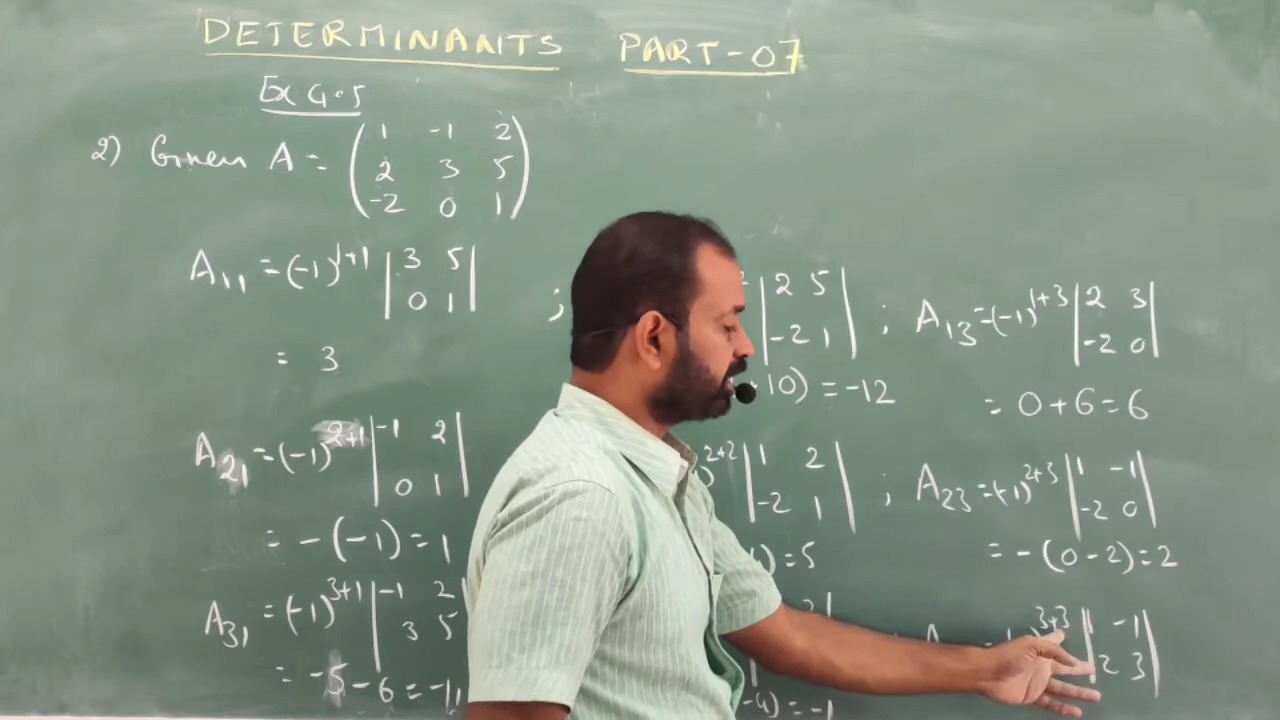 DETERMINANTS PART-07
Ex 4.5
2) Given A = (1 -1 2
2 3 5
-2 0 1)
A11 = (-1)^1+1 |3 5
0 1| ;
= 3
|2 5
-2 1| ;
10) = -12
A13 = (-1)^1+3 |2 3
-2 0|
= 0+6=6
A21 = (-1)^2+1 |-1 2
0 1|
= -(-1) = 1
)^2+2 |1 2
-2 1| ;
) = 5
A23 = (-1)^2+3 |1 -1
-2 0|
= -(0-2) = 2
A31 = (-1)^3+1 |-1 2
3 5
= -5-6 = -11
-4) = -1
3+3 |1 -1
2 3|